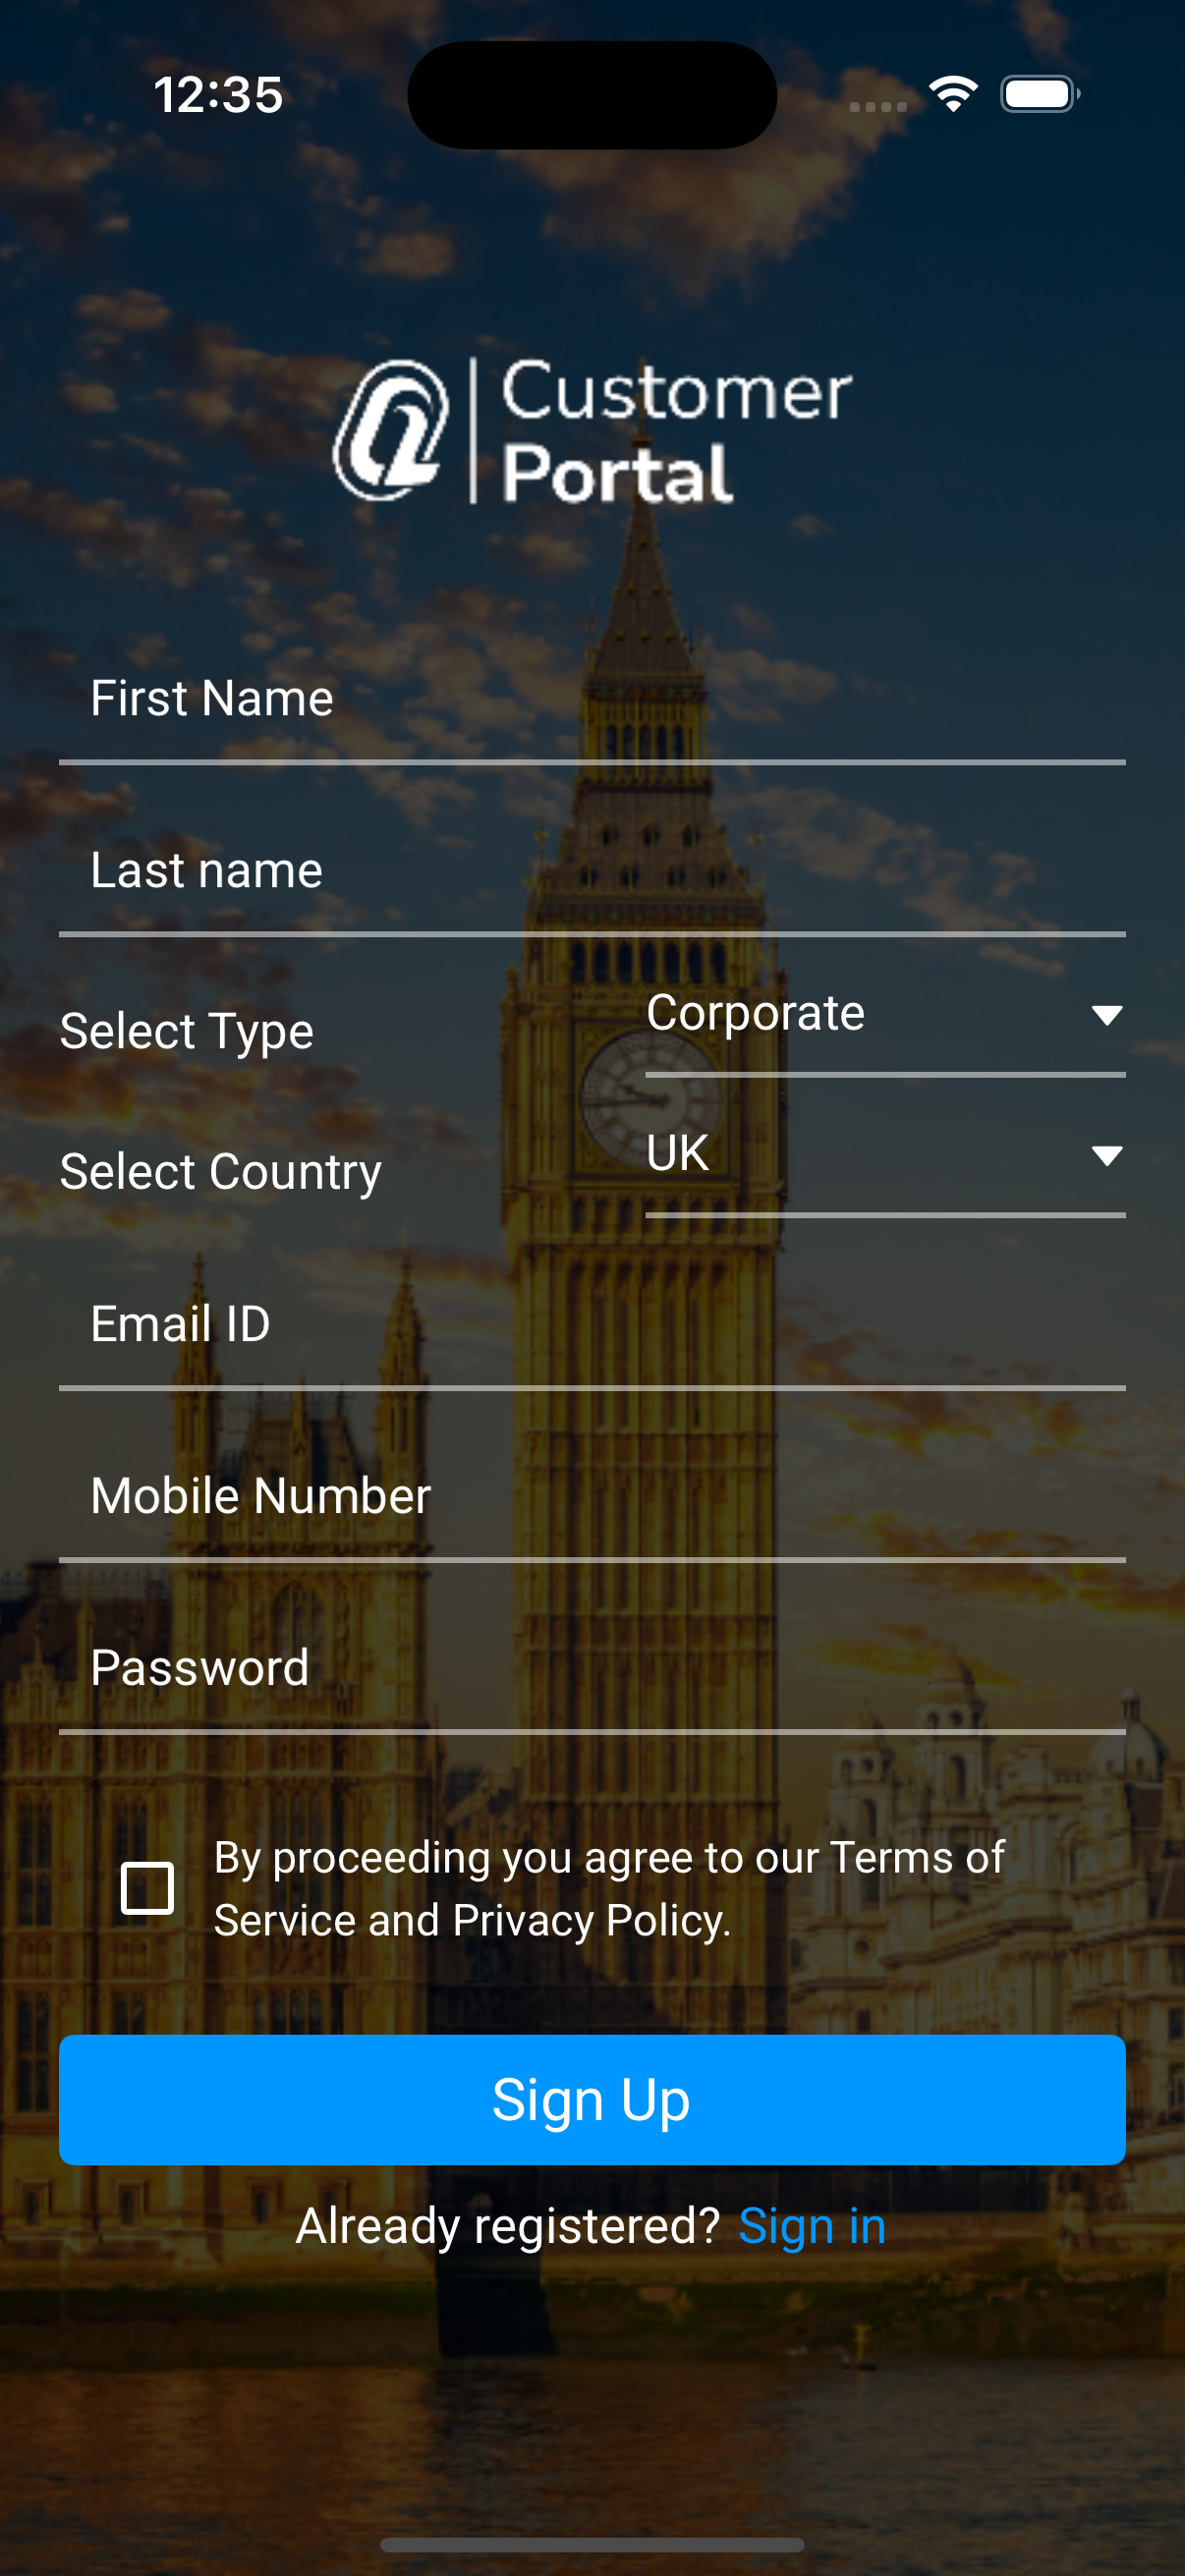 12:35
Customer
Portal
First Name
Last name
Select Type
Corporate
Select Country
UK
Email ID
Mobile Number
Password
By proceeding you agree to our Terms of
Service and Privacy Policy.
Sign Up
Already registered? Sign in